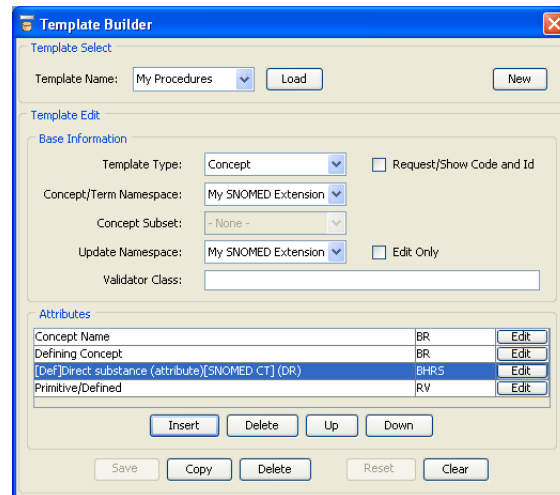 Template Builder
Template Select
Template Name: My Procedures Load New
Template Edit
Base Information
Template Type: Concept Request/Show Code and Id
Concept/Term Namespace: My SNOMED Extension
Concept Subset: - None -
Update Namespace: My SNOMED Extension Edit Only
Validator Class:
Attributes
Concept Name BR Edit
Defining Concept BR Edit
[Def]Direct substance (attribute)[SNOMED CT] (DR) BHRS Edit
Primitive/Defined RV Edit
Insert Delete Up Down
Save Copy Delete Reset Clear